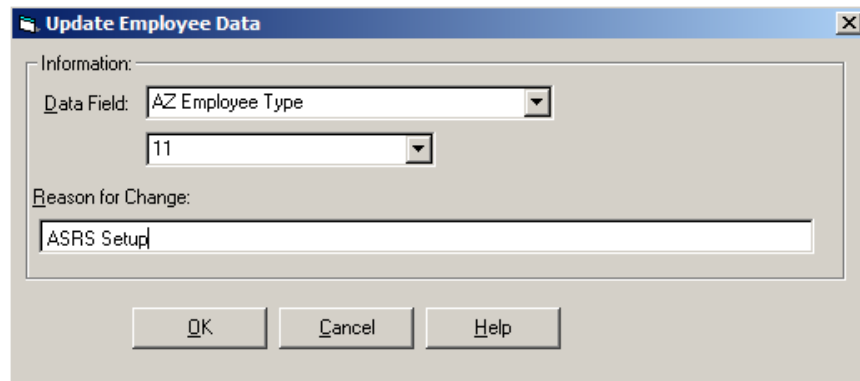 Update Employee Data
Information:
Data Field: AZ Employee Type
11
Reason for Change:
ASRS Setup
OK Cancel Help